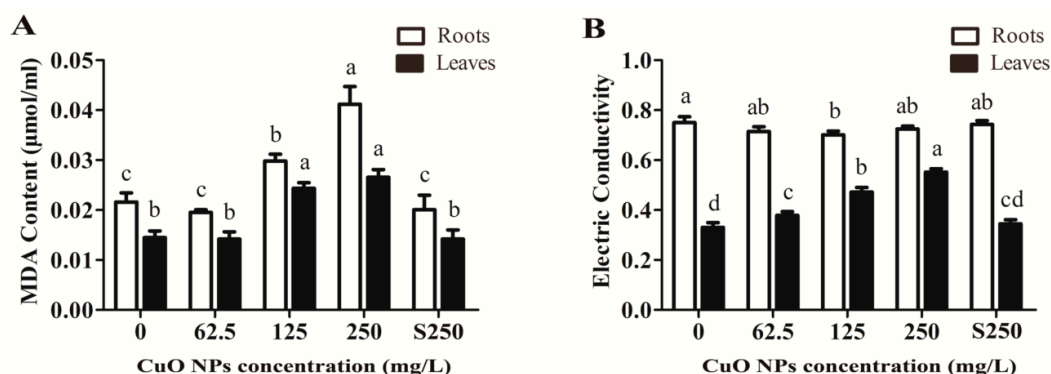 A
Roots
Leaves
MDA Content (μmol/ml)
0.05
0.04
0.03
0.02
0.01
0.00
c
b
c
b
b
a
a
a
c
b
0
62.5
125
250
S250
CuO NPs concentration (mg/L)
B
Roots
Leaves
Electric Conductivity
1.0
0.8
0.6
0.4
0.2
0.0
a
d
ab
c
b
b
ab
a
ab
cd
0
62.5
125
250
S250
CuO NPs concentration (mg/L)